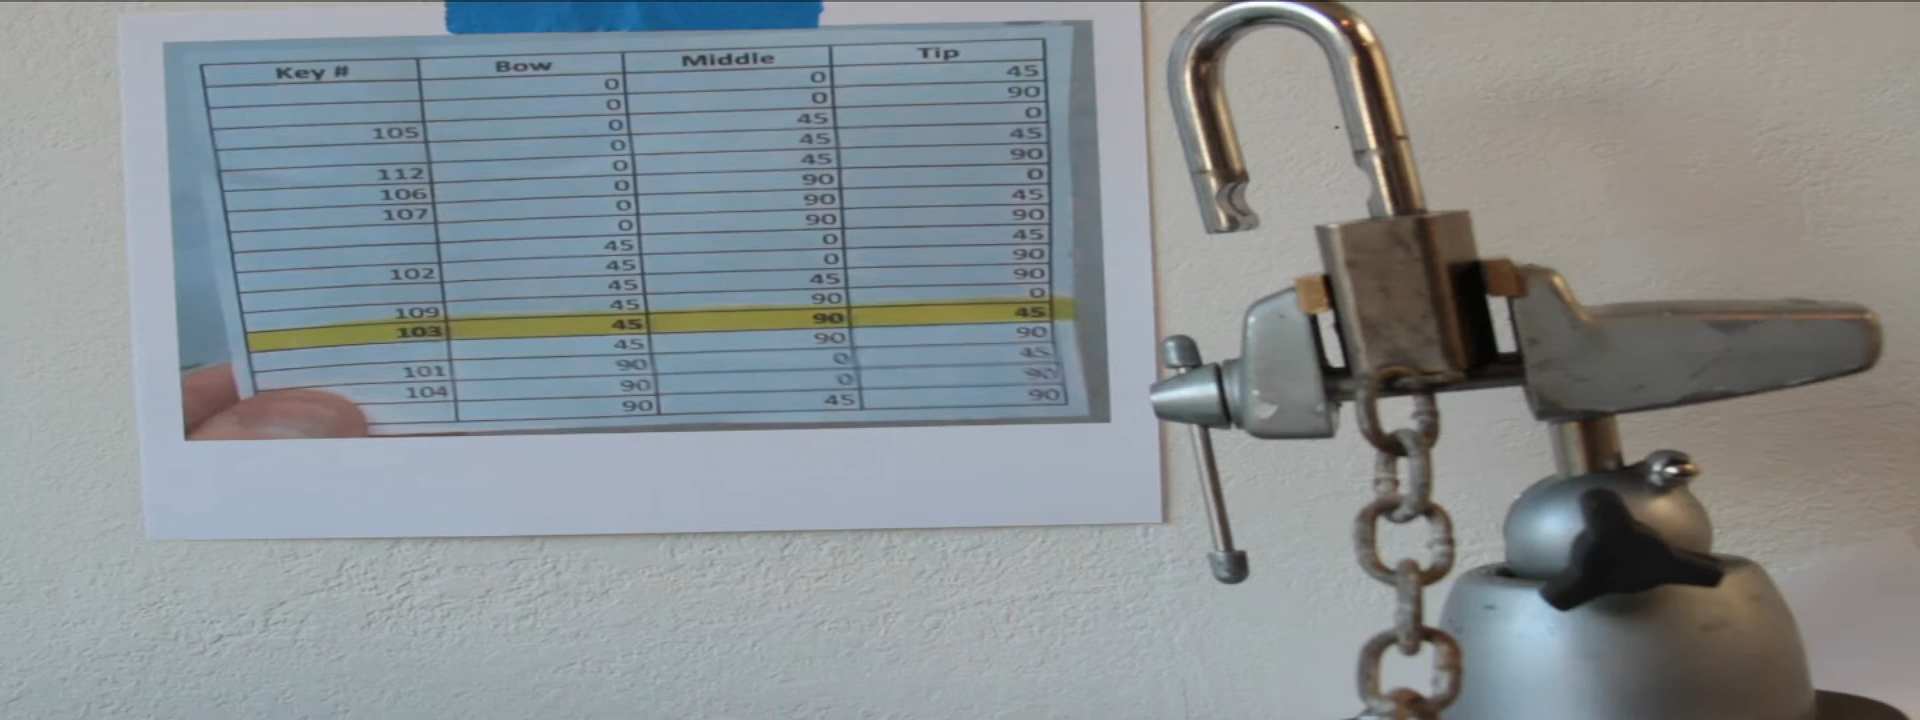 Key # Bow Middle Tip
0 0 45
0 0 90
105 0 45 0
0 45 45
112 0 45 90
106 0 90 0
107 0 90 45
0 90 90
45 0 45
102 45 0 90
45 45 90
109 45 90 0
103 45 90 45
45 90 90
101 90 0 45
104 90 0 90
90 45 90